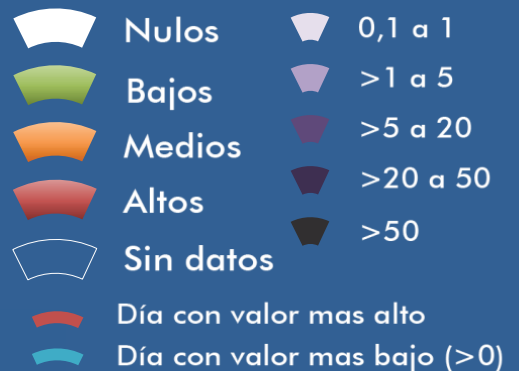 Nulos
Bajos
Medios
Altos
Sin datos
0,1 a 1
>1 a 5
>5 a 20
>20 a 50
>50
Día con valor mas alto
Día con valor mas bajo (>0)